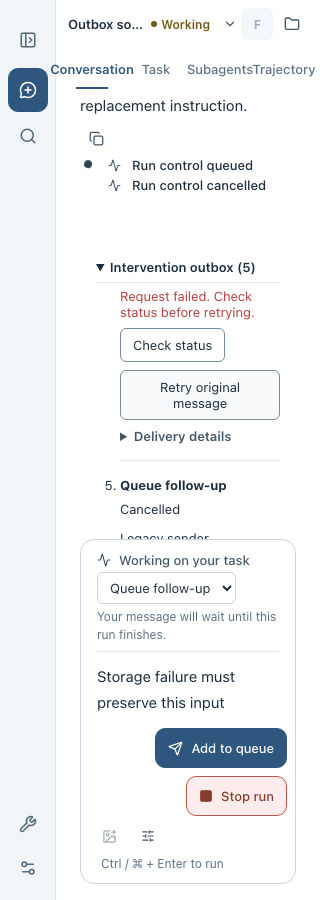 Outbox so... Working F
Conversation Task Subagents Trajectory
replacement instruction.
Run control queued
Run control cancelled
Intervention outbox (5)
Request failed. Check
status before retrying.
Check status
Retry original
message
Delivery details
5. Queue follow-up
Cancelled
Legacy sender
Working on your task
Queue follow-up
Your message will wait until this
run finishes.
Storage failure must
preserve this input
Add to queue
Stop run
Ctrl / ⌘ + Enter to run